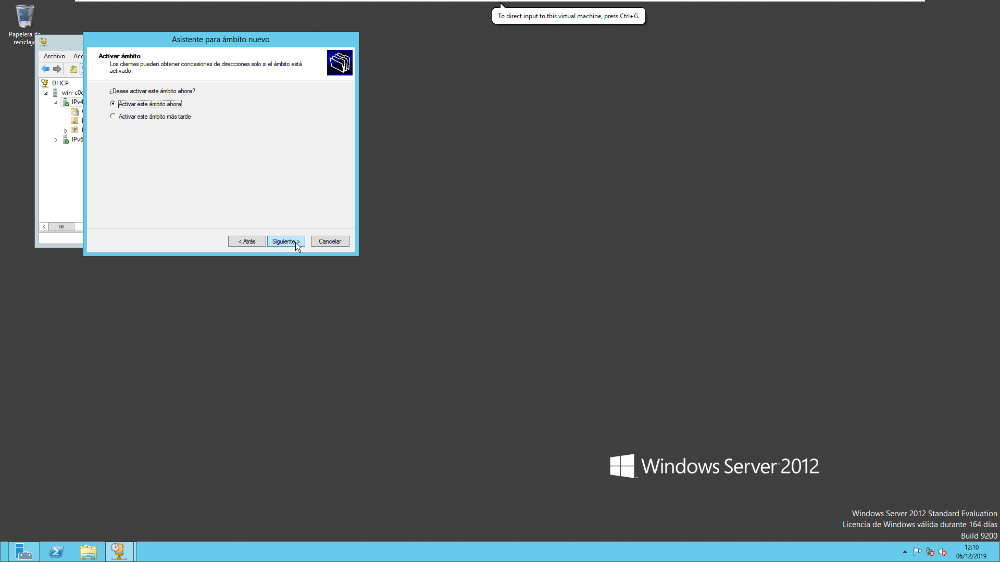 To direct input to this virtual machine, press Ctrl+G.
Papelera de
reciclaje
Asistente para ámbito nuevo
Archivo
Activar ámbito
Los clientes pueden obtener concesiones de direcciones solo si el ámbito está
activado.
DHCP
win-c0
IPv4
IPv6
¿Desea activar este ámbito ahora?
Activar este ámbito ahora
Activar este ámbito más tarde
< Atrás
Siguiente >
Cancelar
Windows Server 2012
Windows Server 2012 Standard Evaluation
Licencia de Windows válida durante 164 días
Build 9200
12:10
06/12/2019